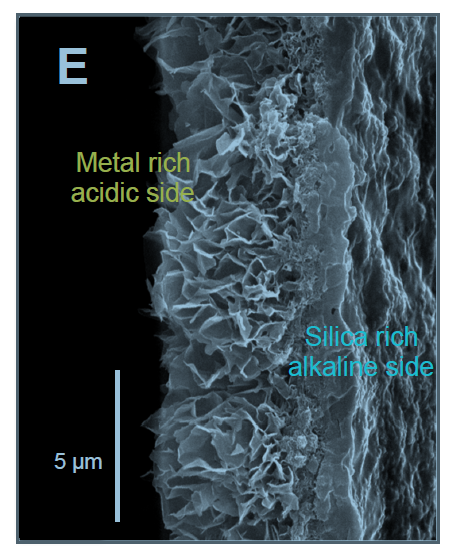 E
Metal rich
acidic side
Silica rich
alkaline side
5 μm